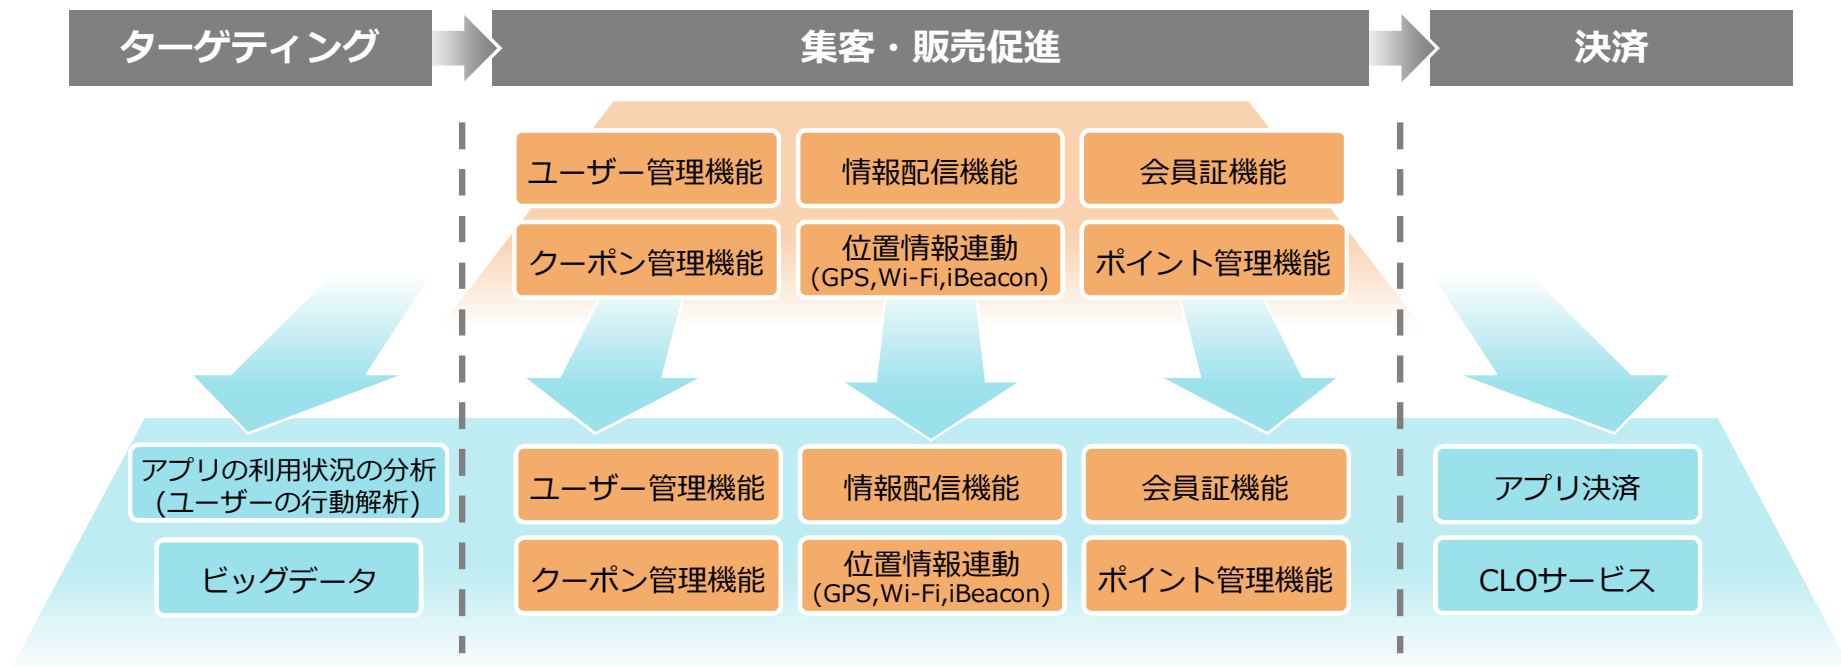 ターゲティング
集客・販売促進
決済
ユーザー管理機能
情報配信機能
会員証機能
クーポン管理機能
位置情報連動
(GPS,Wi-Fi,iBeacon)
ポイント管理機能
アプリの利用状況の分析
(ユーザーの行動解析)
ユーザー管理機能
情報配信機能
会員証機能
アプリ決済
ビッグデータ
クーポン管理機能
位置情報連動
(GPS,Wi-Fi,iBeacon)
ポイント管理機能
CLOサービス